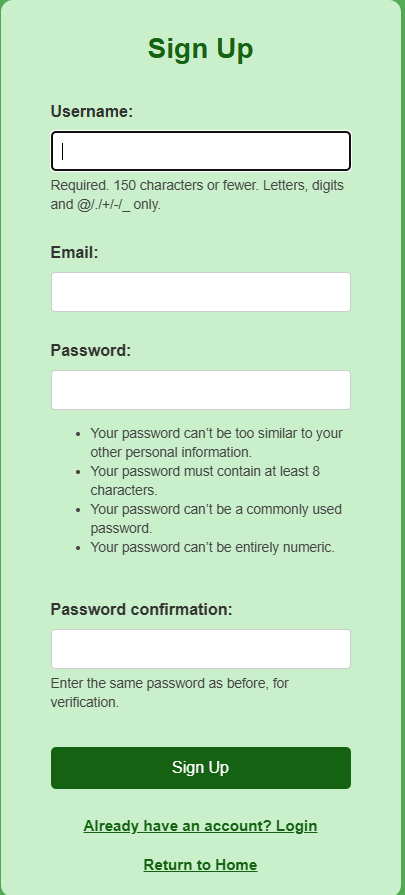 Sign Up
Username:
Required. 150 characters or fewer. Letters, digits
and @/./+/-/_ only.
Email:
Password:
• Your password can’t be too similar to your
other personal information.
• Your password must contain at least 8
characters.
• Your password can’t be a commonly used
password.
• Your password can’t be entirely numeric.
Password confirmation:
Enter the same password as before, for
verification.
Sign Up
Already have an account? Login
Return to Home